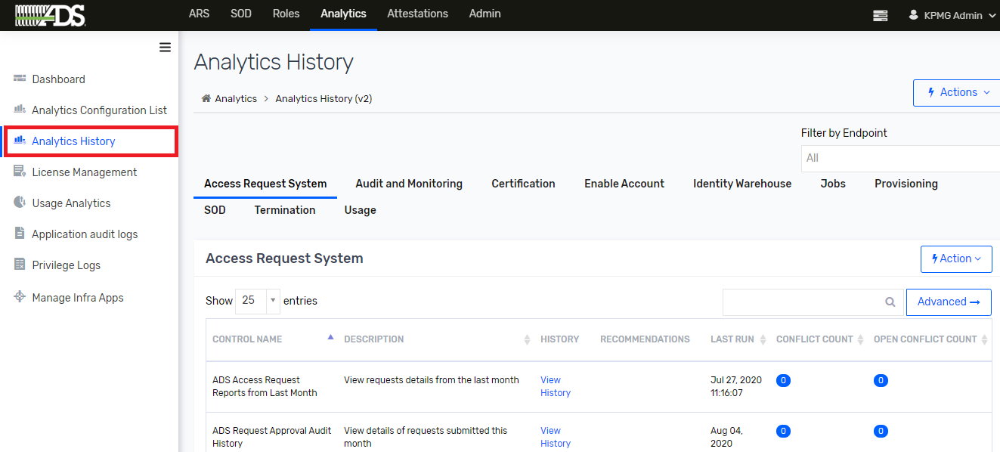 ADS
ARS SOD Roles Analytics Attestations Admin
KPMG Admin
Dashboard
Analytics Configuration List
Analytics History
License Management
Usage Analytics
Application audit logs
Privilege Logs
Manage Infra Apps
Analytics History
Analytics > Analytics History (v2)
Actions
Filter by Endpoint
All
Access Request System Audit and Monitoring Certification Enable Account Identity Warehouse Jobs Provisioning
SOD Termination Usage
Access Request System
Action
Show 25 entries
Advanced
CONTROL NAME DESCRIPTION HISTORY RECOMMENDATIONS LAST RUN CONFLICT COUNT OPEN CONFLICT COUNT
ADS Access Request View requests details from the last month View Jul 27, 2020 0 0
Reports from Last Month History 11:16:07
ADS Request Approval Audit View details of requests submitted this View Aug 04, 0 0
History month History 2020